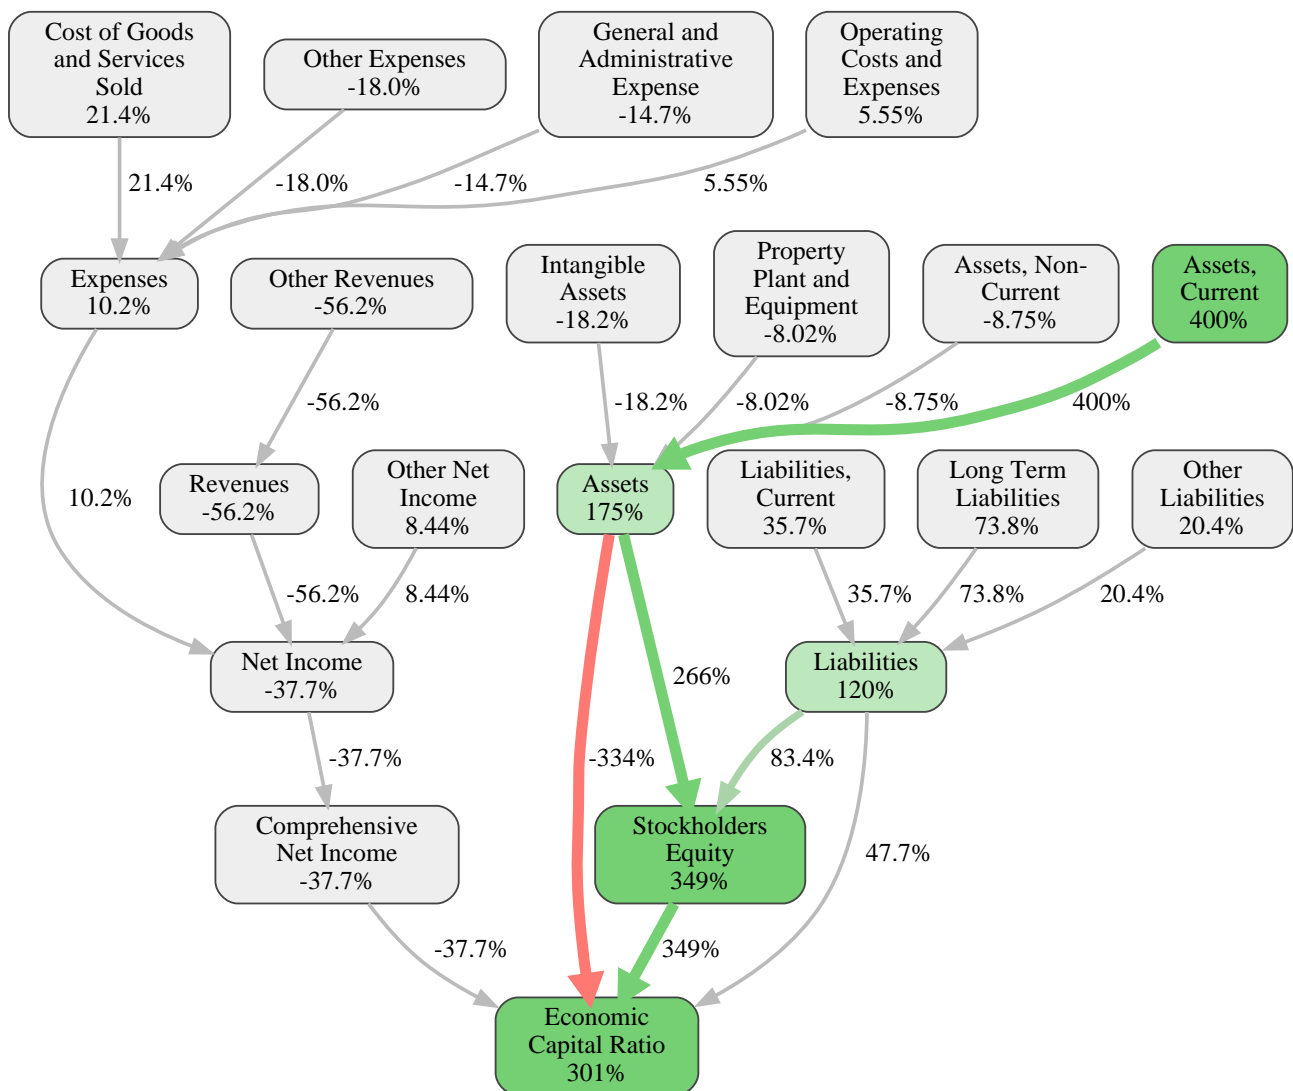 Cost of Goods
and Services
Sold
21.4%
Other Expenses
-18.0%
General and
Administrative
Expense
-14.7%
Operating
Costs and
Expenses
5.55%
21.4%
-18.0%
-14.7%
5.55%
Expenses
10.2%
Other Revenues
-56.2%
Intangible
Assets
-18.2%
Property
Plant and
Equipment
-8.02%
Assets, Non-
Current
-8.75%
Assets,
Current
400%
-56.2%
-18.2%
-8.02%
-8.75%
400%
10.2%
Revenues
-56.2%
Other Net
Income
8.44%
Assets
175%
Liabilities,
Current
35.7%
Long Term
Liabilities
73.8%
Other
Liabilities
20.4%
-56.2%
8.44%
35.7%
73.8%
20.4%
Net Income
-37.7%
266%
Liabilities
120%
-37.7%
-334%
83.4%
Comprehensive
Net Income
-37.7%
Stockholders
Equity
349%
47.7%
-37.7%
349%
Economic
Capital Ratio
301%